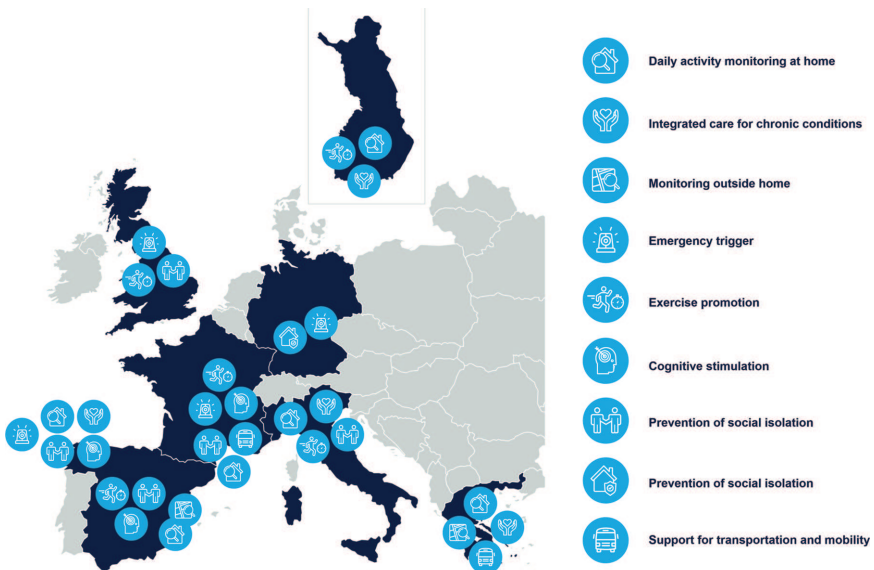 Daily activity monitoring at home
Integrated care for chronic conditions
Monitoring outside home
Emergency trigger
Exercise promotion
Cognitive stimulation
Prevention of social isolation
Prevention of social isolation
Support for transportation and mobility